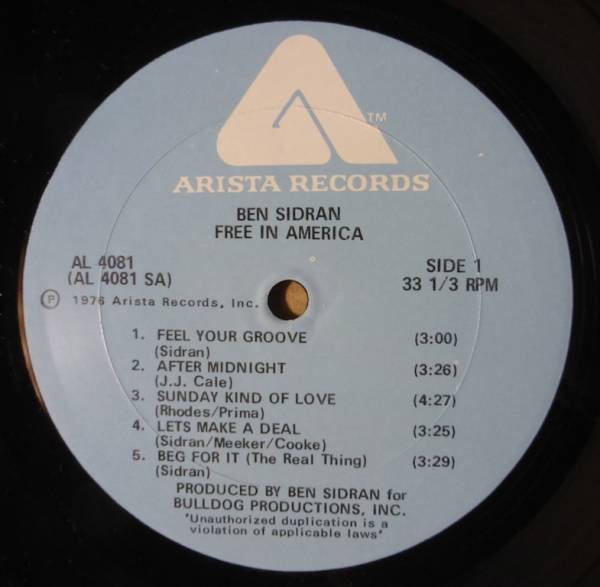 TM
ARISTA RECORDS
BEN SIDRAN
FREE IN AMERICA
AL 4081
(AL 4081 SA)
Ⓟ 1976 Arista Records, Inc.
SIDE 1
33 1/3 RPM
1. FEEL YOUR GROOVE (3:00)
(Sidran)
2. AFTER MIDNIGHT (3:26)
(J.J. Cale)
3. SUNDAY KIND OF LOVE (4:27)
(Rhodes/Prima)
4. LETS MAKE A DEAL (3:25)
(Sidran/Meeker/Cooke)
5. BEG FOR IT (The Real Thing) (3:29)
(Sidran)
PRODUCED BY BEN SIDRAN for
BULLDOG PRODUCTIONS, INC.
"Unauthorized duplication is a
violation of applicable laws"